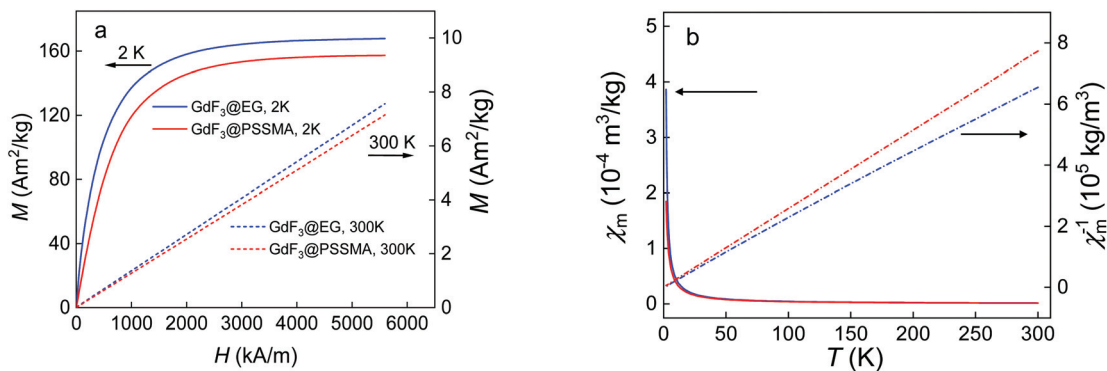 a
M (Am²/kg)
160
120
80
40
0
2 K
GdF₃@EG, 2K
GdF₃@PSSMA, 2K
300 K
GdF₃@EG, 300K
GdF₃@PSSMA, 300K
10
8
6
4
2
0
M (Am²/kg)
0 1000 2000 3000 4000 5000 6000
H (kA/m)
b
χₘ (10⁻⁴ m³/kg)
5
4
3
2
1
0
8
6
4
2
0
χₘ⁻¹ (10⁵ kg/m³)
0 50 100 150 200 250 300
T (K)